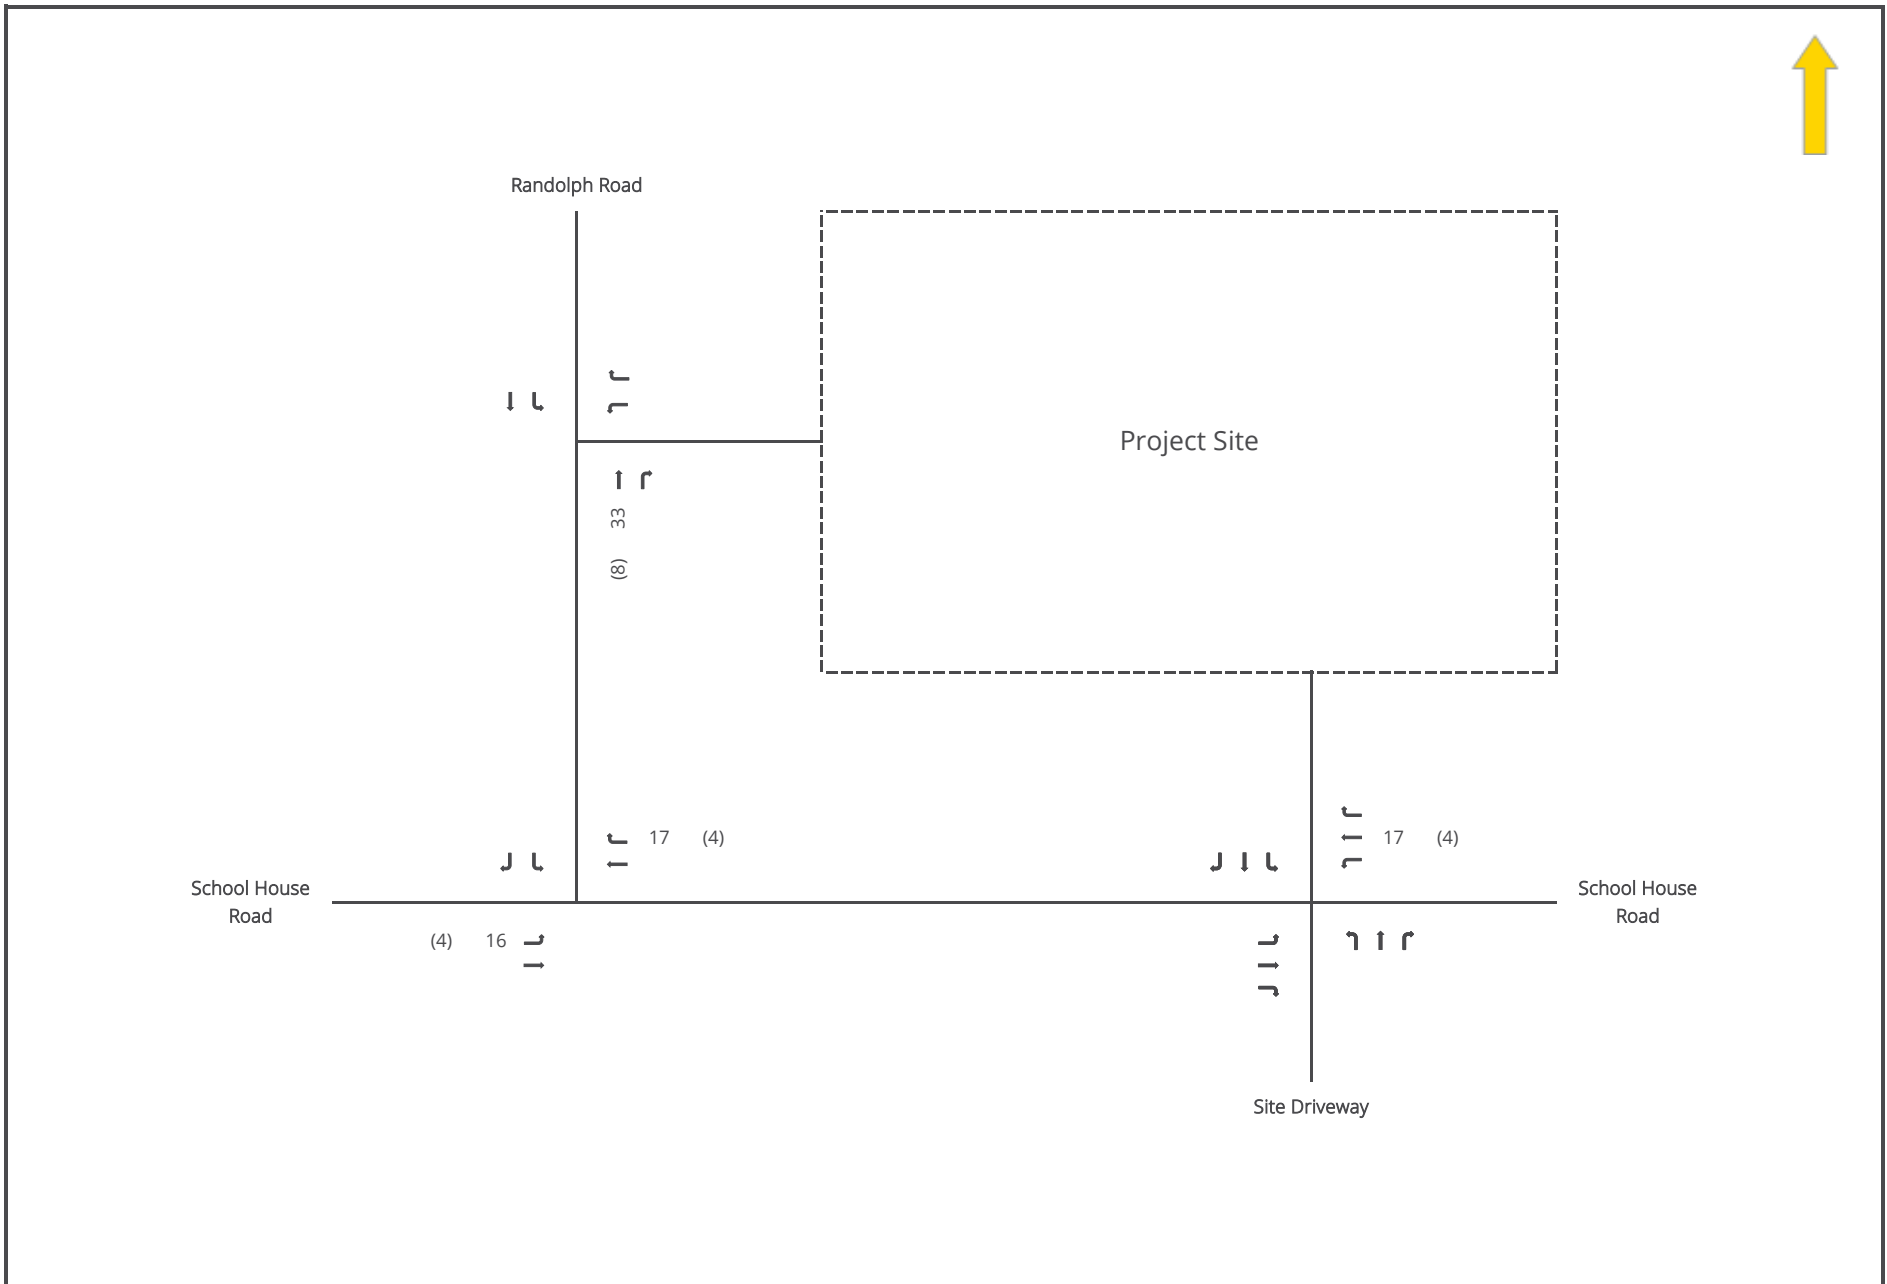 Randolph Road
Project Site
33
(8)
17 (4)
17 (4)
School House
Road
School House
Road
(4) 16
Site Driveway